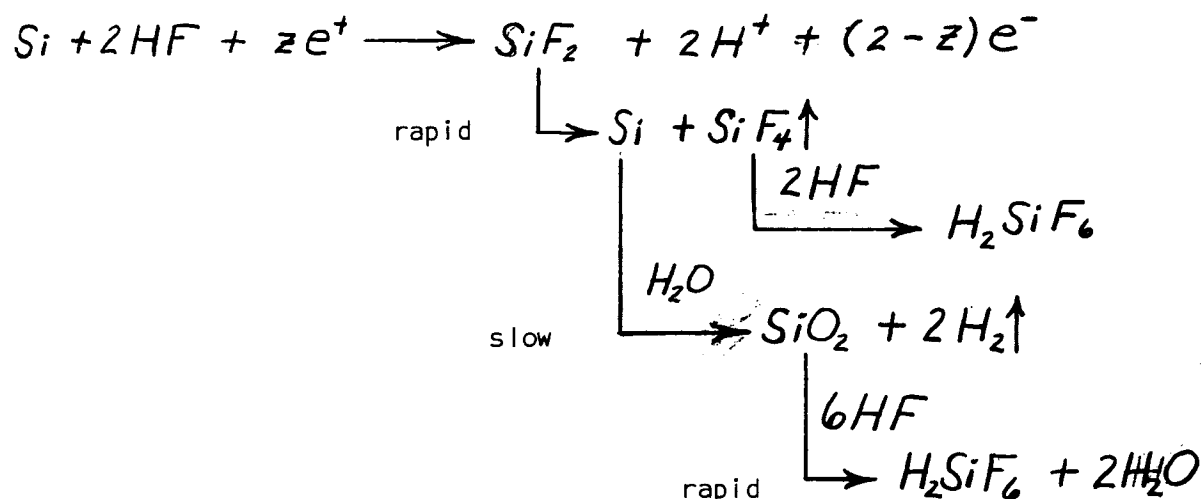 Si + 2HF + ze⁺ ⟶ SiF₂ + 2H⁺ + (2-z)e⁻
rapid → Si + SiF₄↑
2HF
→ H₂SiF₆
H₂O
slow → SiO₂ + 2H₂↑
6HF
rapid → H₂SiF₆ + 2H₂O